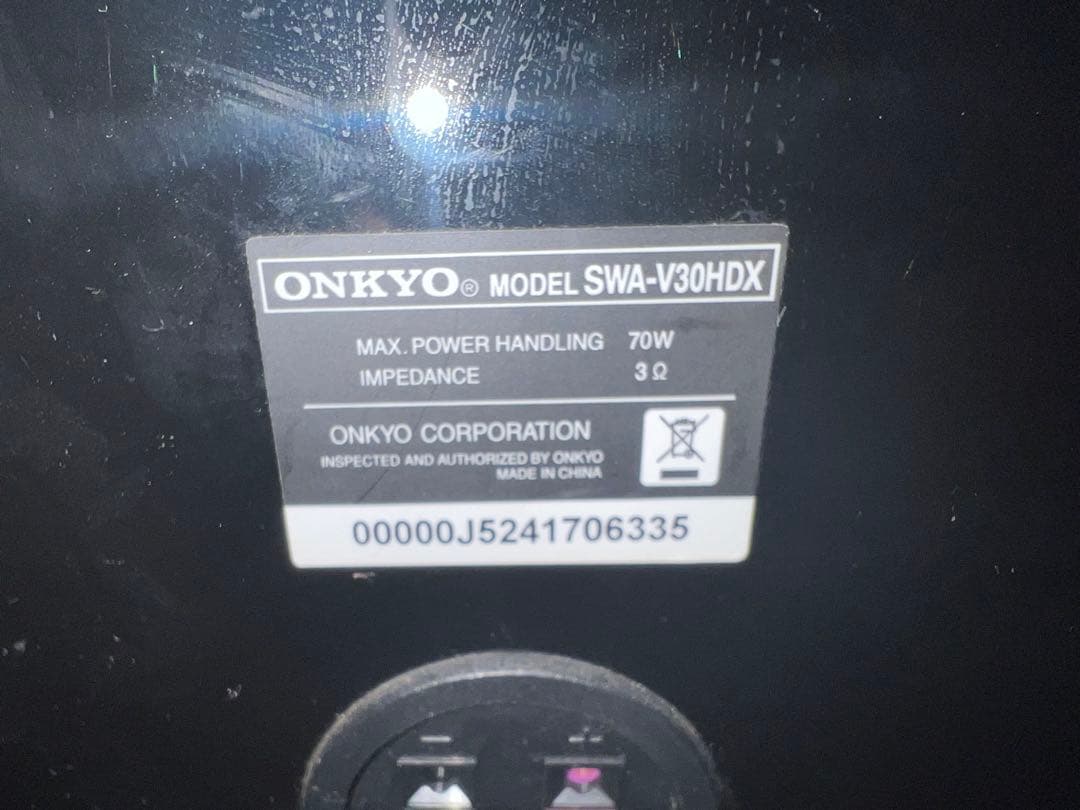 ONKYO® MODEL SWA-V30HDX
MAX. POWER HANDLING 70W
IMPEDANCE 3 Ω
ONKYO CORPORATION
INSPECTED AND AUTHORIZED BY ONKYO
MADE IN CHINA
00000J5241706335
− +